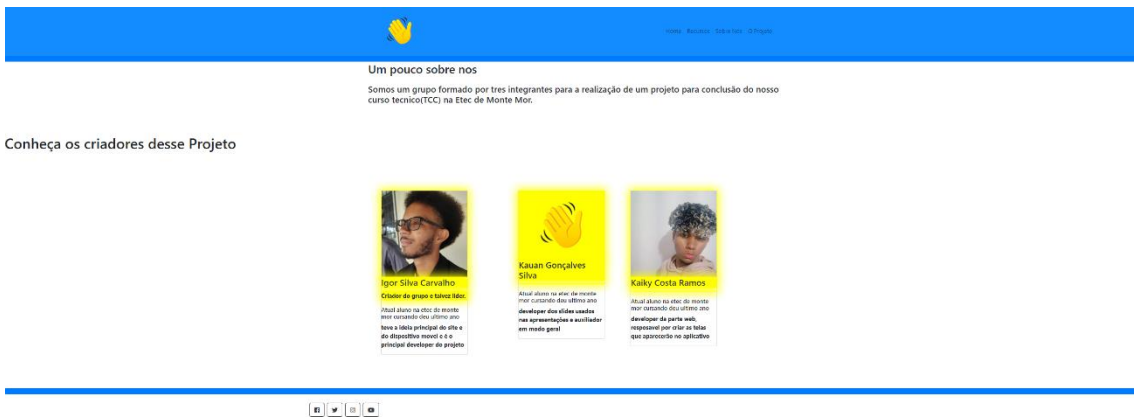 Home Recursos Sobre Nos O Projeto
Um pouco sobre nos
Somos um grupo formado por tres integrantes para a realização de um projeto para conclusão do nosso
curso tecnico(TCC) na Etec de Monte Mor.
Conheça os criadores desse Projeto
Igor Silva Carvalho
Criador do grupo e talvez lider.
Atual aluno na etec de monte
mor cursando deu ultimo ano
teve a ideia principal do site e
do dispositivo movel e é o
principal developer do projeto
Kauan Gonçalves
Silva
Atual aluno na etec de monte
mor cursando deu ultimo ano
developer dos slides usados
nas apresentações e auxiliador
em modo geral
Kaiky Costa Ramos
Atual aluno na etec de monte
mor cursando deu ultimo ano
developer da parte web,
resposavel por criar as telas
que aparecerão no aplicativo